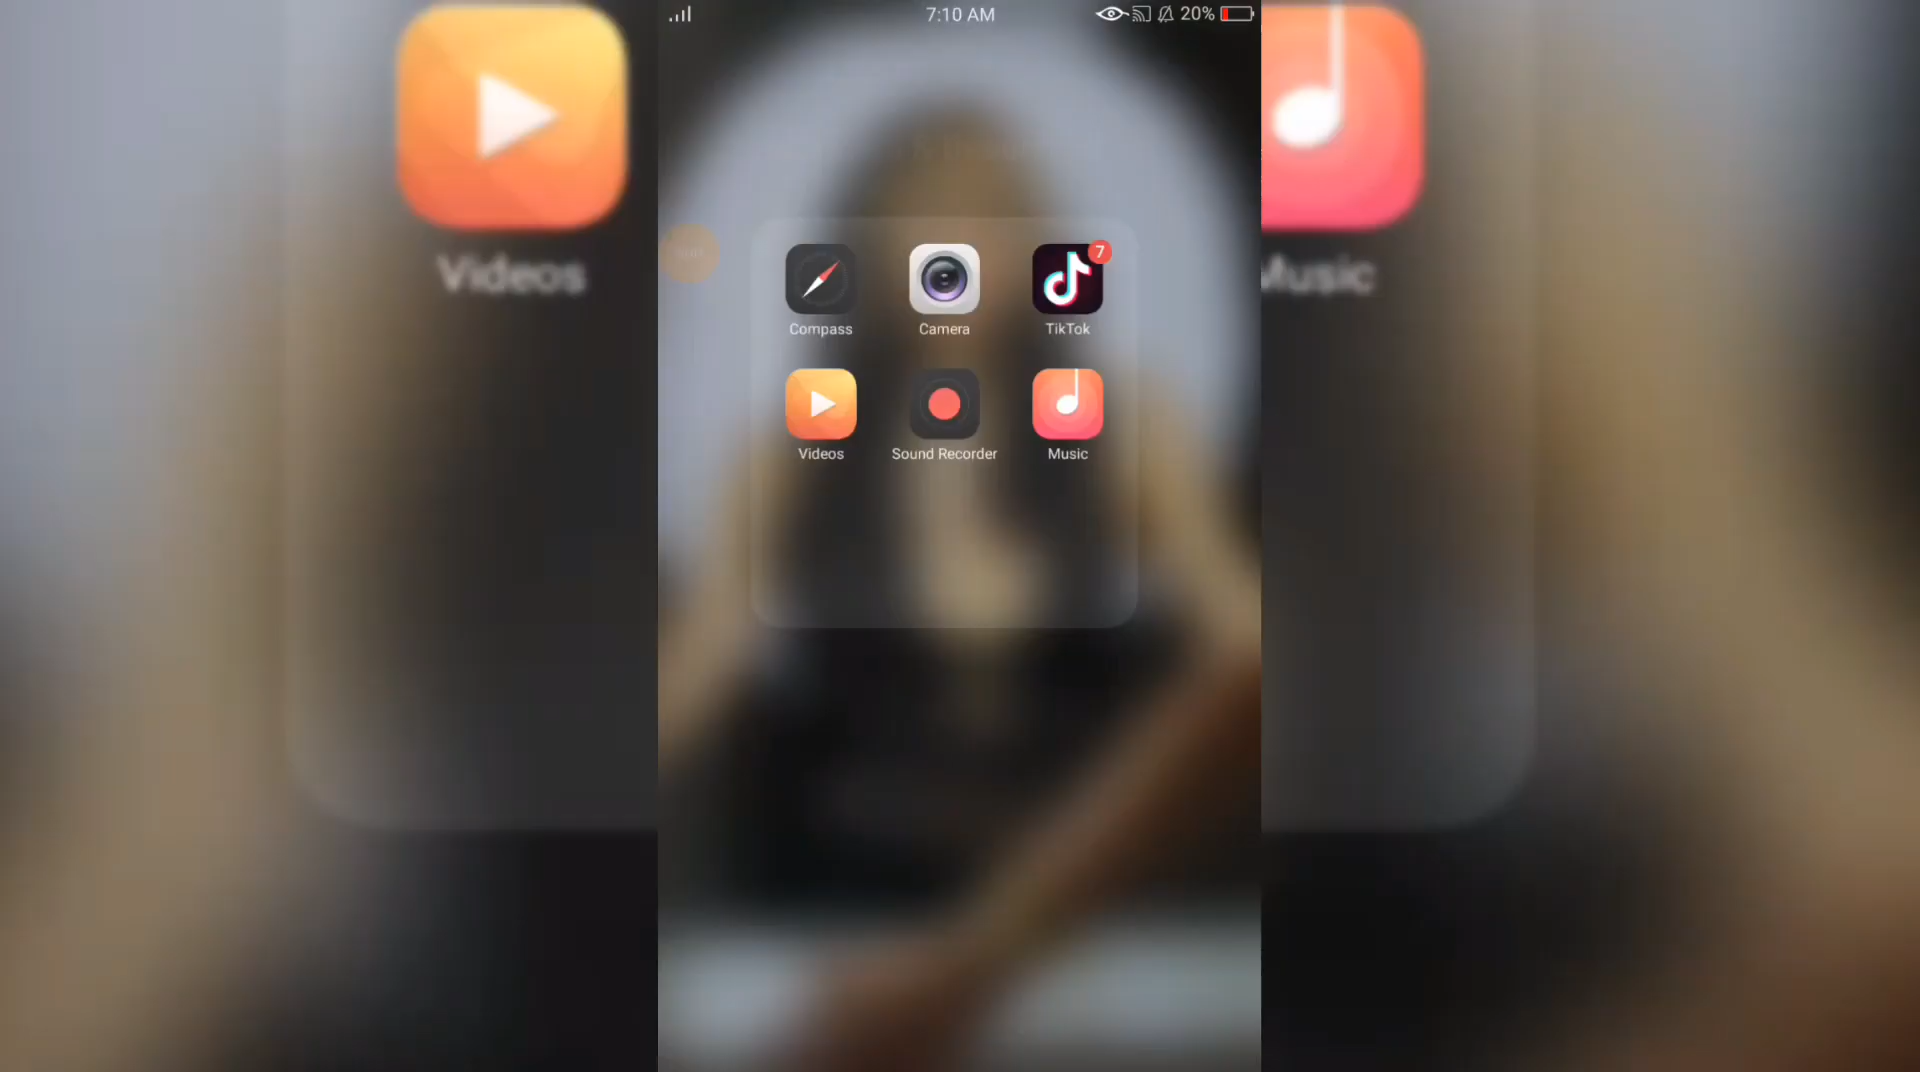 7:10 AM
20%
7
Compass
Camera
TikTok
Videos
Sound Recorder
Music
Videos
Music